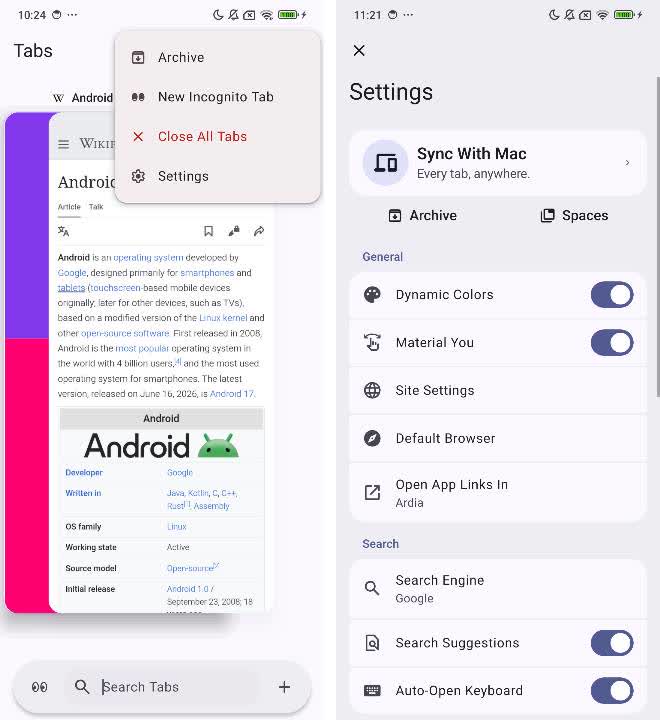 10:24
Tabs
Archive
New Incognito Tab
Close All Tabs
Settings
W Android
Android
Article Talk
Android is an operating system developed by
Google, designed primarily for smartphones and
tablets (touchscreen-based mobile devices
originally; later for other devices, such as TVs),
based on a modified version of the Linux kernel and
other open-source software. First released in 2008,
Android is the most popular operating system in
the world with 4 billion users,[4] and the most used
operating system for smartphones. The latest
version, released on June 16, 2026, is Android 17.
Android
Android
Developer Google
Written in Java, Kotlin, C, C++,
Rust[1], Assembly
OS family Linux
Working state Active
Source model Open-source
Initial release Android 1.0 /
September 23, 2008; 18
Search Tabs
11:21
Settings
Sync With Mac
Every tab, anywhere.
Archive Spaces
General
Dynamic Colors
Material You
Site Settings
Default Browser
Open App Links In
Ardia
Search
Search Engine
Google
Search Suggestions
Auto-Open Keyboard